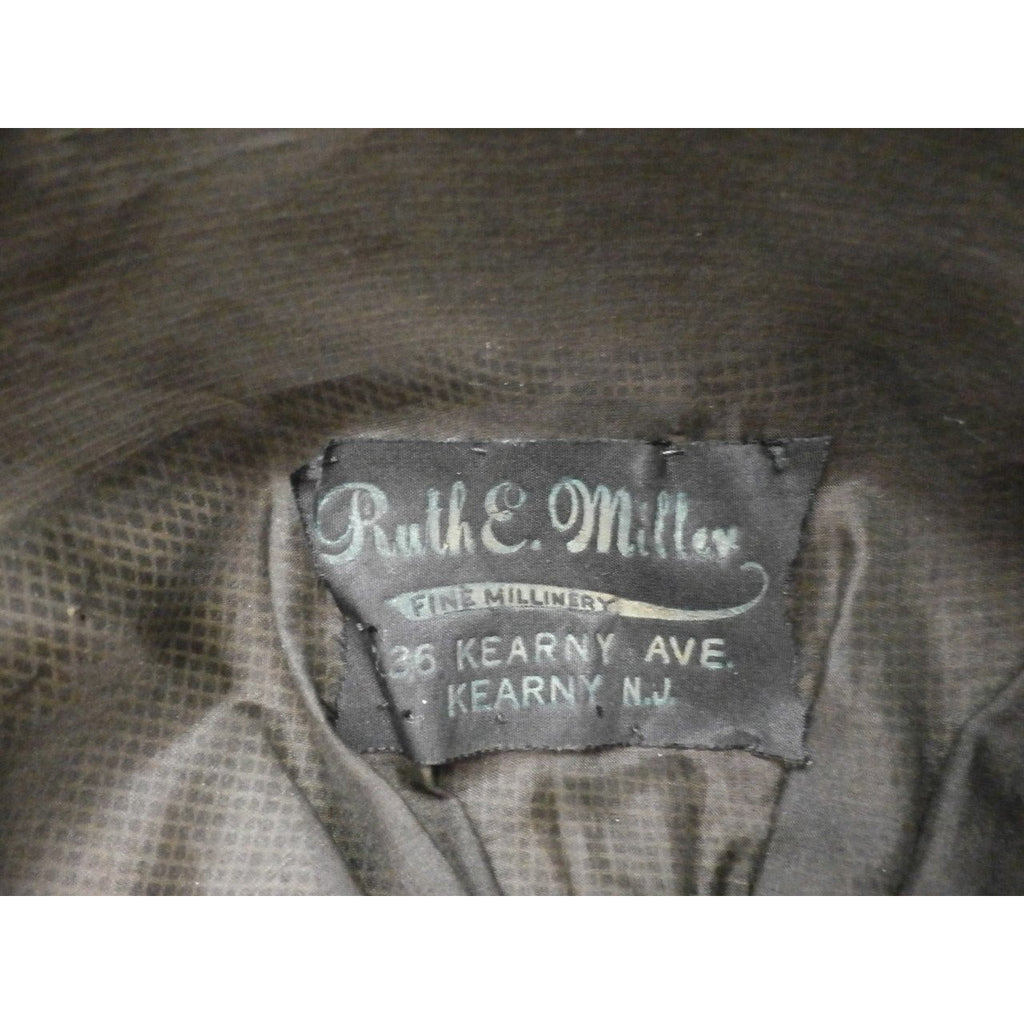 Ruth E. Miller
FINE MILLINERY
36 KEARNY AVE.
KEARNY N.J.